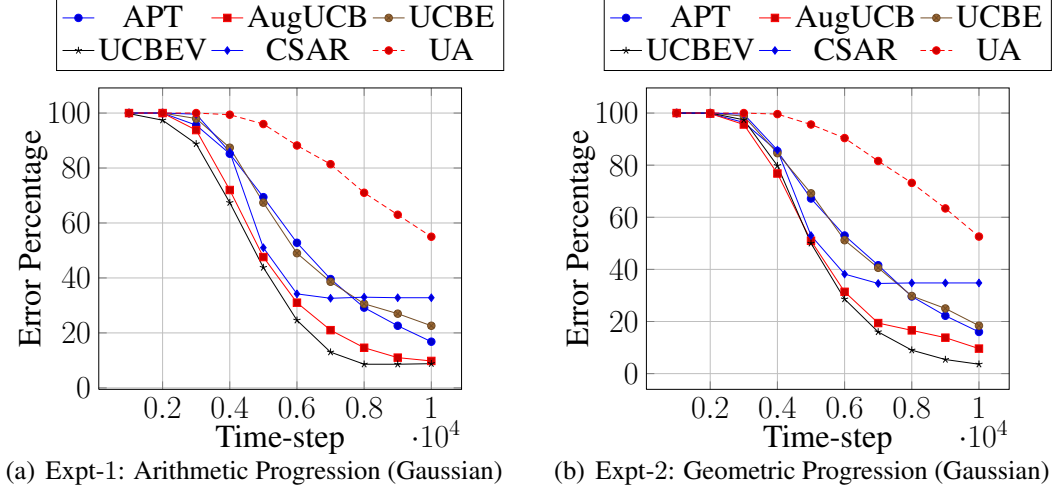 APT AugUCB UCBE
UCBEV CSAR UA
100
80
60
40
20
0
Error Percentage
0.2 0.4 0.6 0.8 1
Time-step ·10^4
(a) Expt-1: Arithmetic Progression (Gaussian)
APT AugUCB UCBE
UCBEV CSAR UA
100
80
60
40
20
0
Error Percentage
0.2 0.4 0.6 0.8 1
Time-step ·10^4
(b) Expt-2: Geometric Progression (Gaussian)